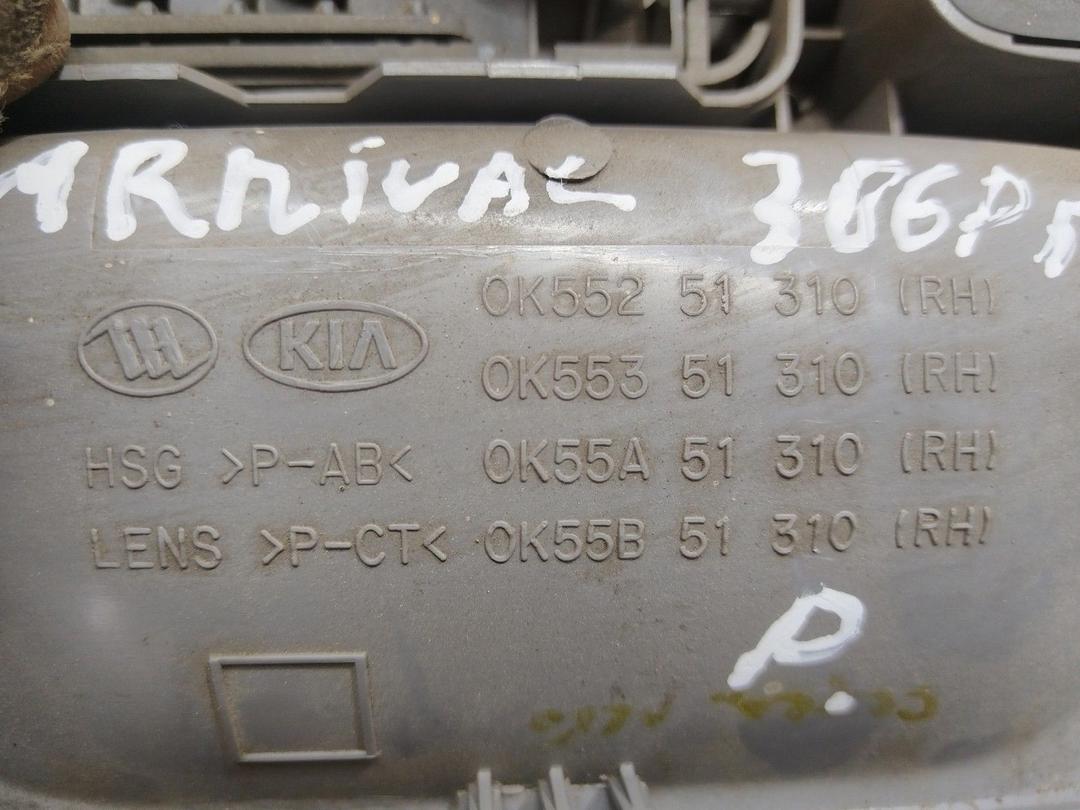 ARNIVAL 386P
KIA
0K552 51 310 (RH)
0K553 51 310 (RH)
HSG >P-AB< 0K55A 51 310 (RH)
LENS >P-CT< 0K55B 51 310 (RH)
P.